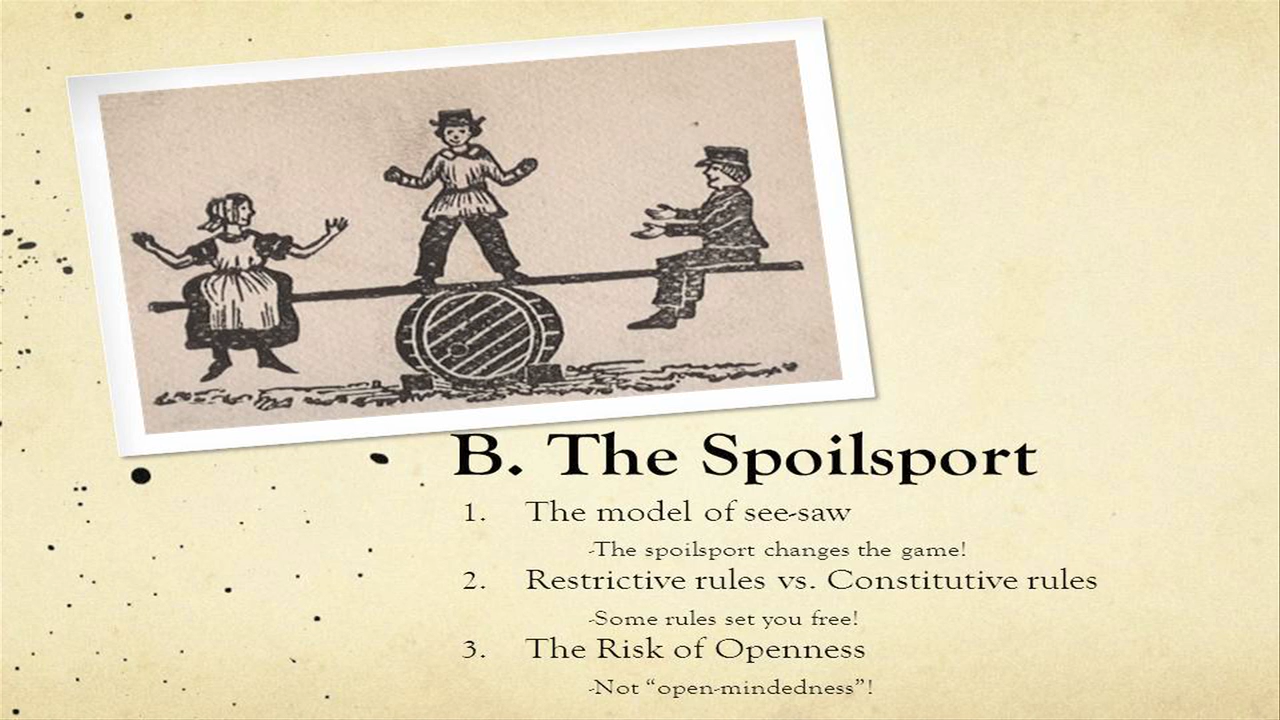 B. The Spoilsport
1. The model of see-saw
-The spoilsport changes the game!
2. Restrictive rules vs. Constitutive rules
-Some rules set you free!
3. The Risk of Openness
-Not “open-mindedness”!